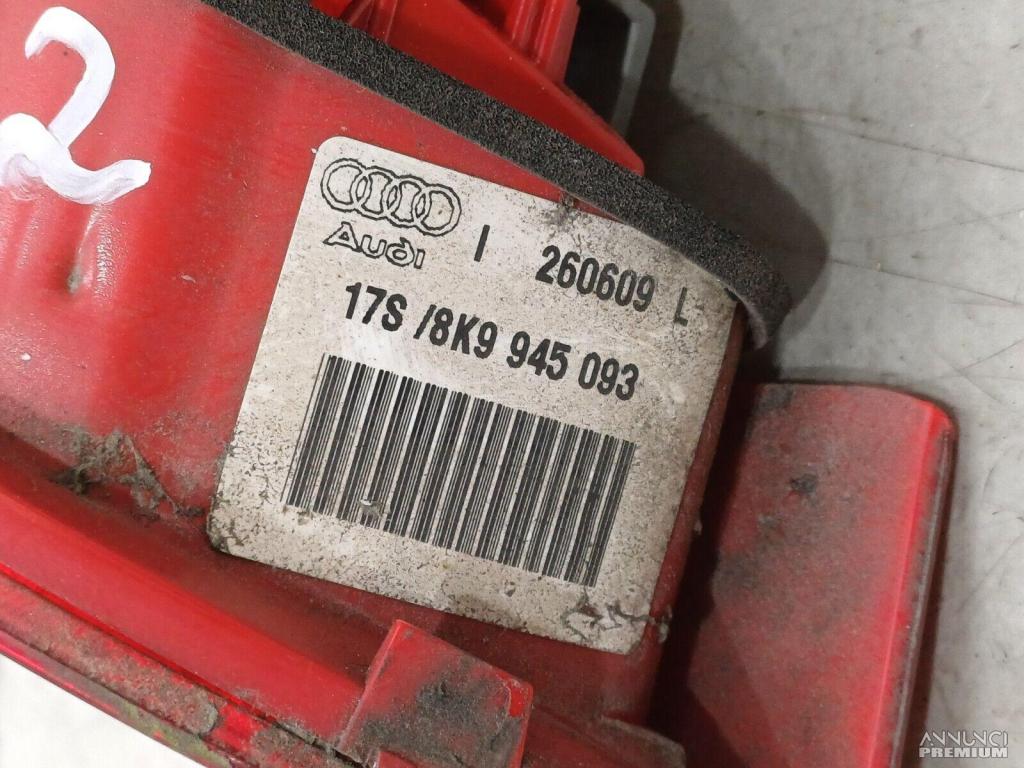 2
Audi I 260609 L
17S /8K9 945 093
ANNUNCI
PREMIUM